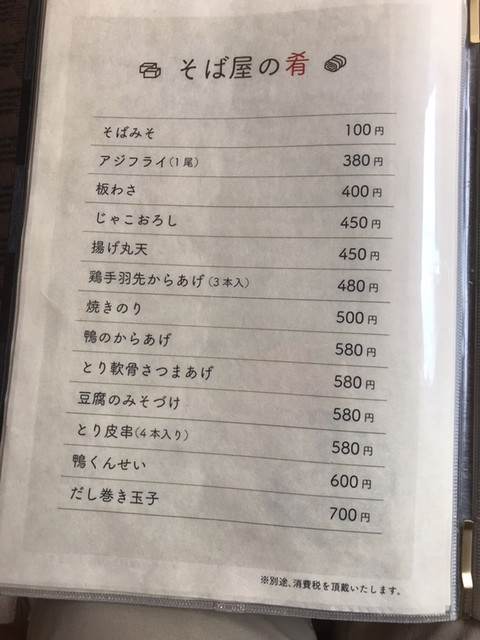 そば屋の肴
そばみそ 100円
アジフライ(1尾) 380円
板わさ 400円
じゃこおろし 450円
揚げ丸天 450円
鶏手羽先からあげ(3本入) 480円
焼きのり 500円
鴨のからあげ 580円
とり軟骨さつまあげ 580円
豆腐のみそづけ 580円
とり皮串(4本入り) 580円
鴨くんせい 600円
だし巻き玉子 700円
※別途、消費税を頂戴いたします。